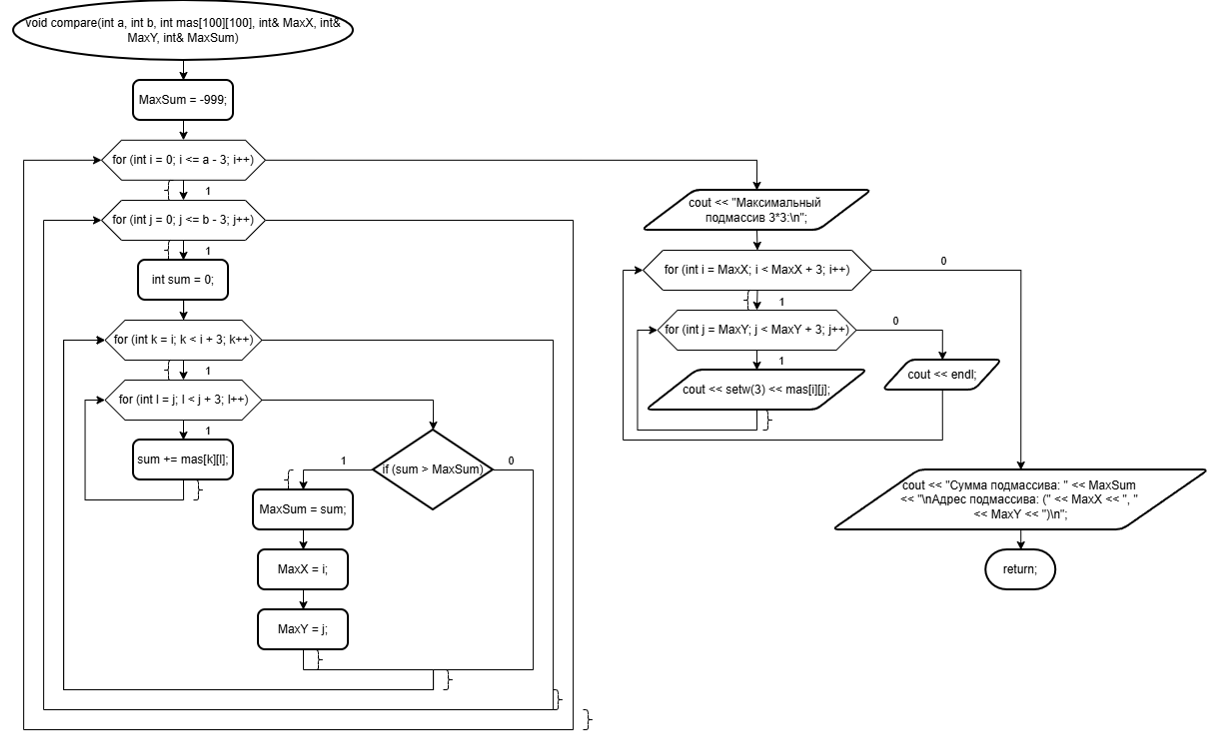 void compare(int a, int b, int mas[100][100], int& MaxX, int&
MaxY, int& MaxSum)
MaxSum = -999;
for (int i = 0; i <= a - 3; i++)
{
1
for (int j = 0; j <= b - 3; j++)
{
1
int sum = 0;
for (int k = i; k < i + 3; k++)
{
1
for (int l = j; l < j + 3; l++)
1
sum += mas[k][l];
}
if (sum > MaxSum)
1
0
{
MaxSum = sum;
MaxX = i;
MaxY = j;
}
}
}
}
cout << "Максимальный
подмассив 3*3:\n";
for (int i = MaxX; i < MaxX + 3; i++)
0
{
1
for (int j = MaxY; j < MaxY + 3; j++)
0
1
cout << setw(3) << mas[i][j];
}
cout << endl;
cout << "Сумма подмассива: " << MaxSum
<< "\nАдрес подмассива: (" << MaxX << ", "
<< MaxY << ")\n";
return;